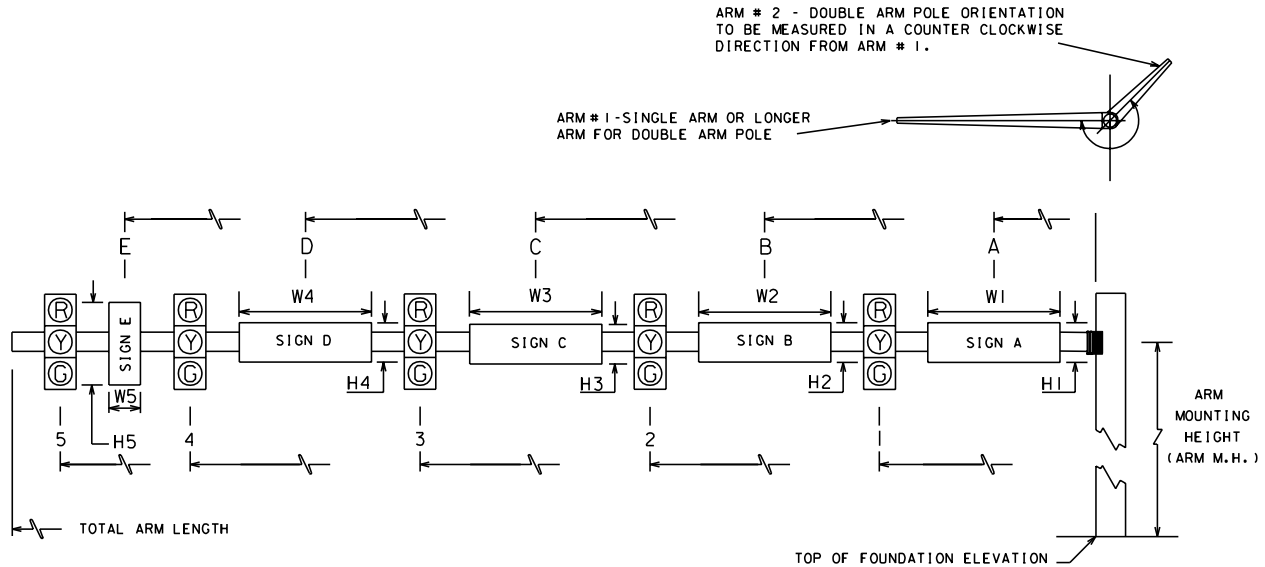 ARM # 2 - DOUBLE ARM POLE ORIENTATION
TO BE MEASURED IN A COUNTER CLOCKWISE
DIRECTION FROM ARM # 1.
ARM # 1 - SINGLE ARM OR LONGER
ARM FOR DOUBLE ARM POLE
E D C B A
W4 W3 W2 W1
R R R R R
SIGN E
Y Y SIGN D Y SIGN C Y SIGN B Y SIGN A
G G G G G
H4 H3 H2 H1
W5
H5
5 4 3 2 1
ARM
MOUNTING
HEIGHT
(ARM M.H.)
TOTAL ARM LENGTH
TOP OF FOUNDATION ELEVATION